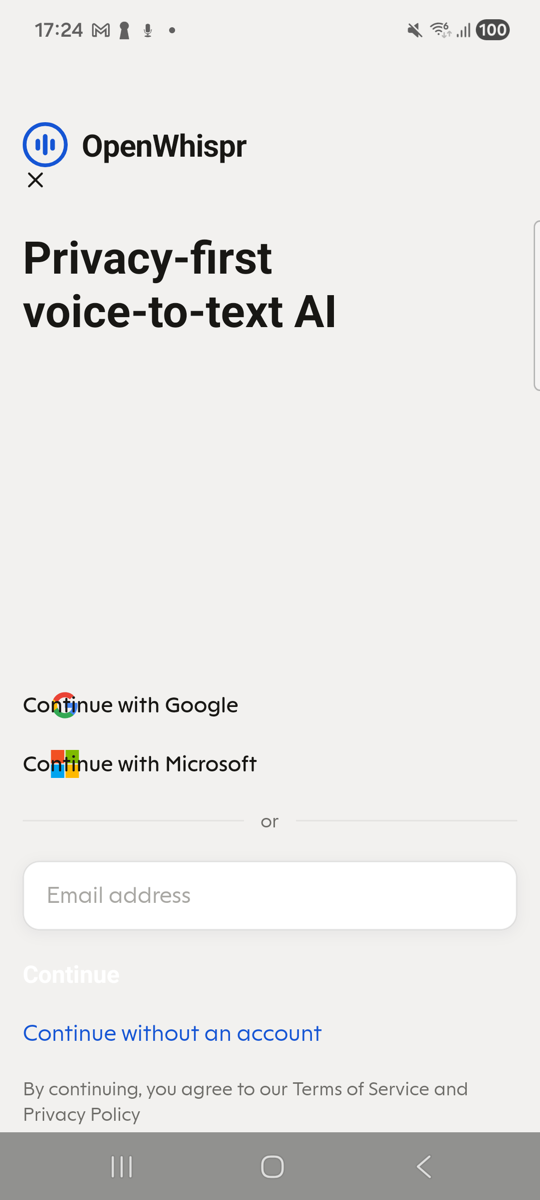 17:24
100
OpenWhispr
Privacy-first
voice-to-text AI
Continue with Google
Continue with Microsoft
or
Email address
Continue
Continue without an account
By continuing, you agree to our Terms of Service and
Privacy Policy